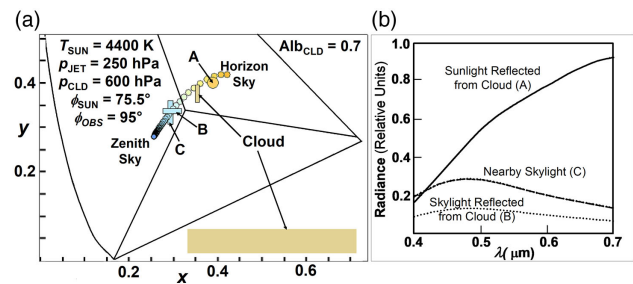 (a)
T_SUN = 4400 K
p_JET = 250 hPa
p_CLD = 600 hPa
ϕ_SUN = 75.5°
ϕ_OBS = 95°
A
Horizon
Sky
Alb_CLD = 0.7
B
C
Zenith
Sky
Cloud
y
0.4
0.2
0.2
0.4
0.6
x
(b)
Radiance (Relative Units)
1.0
0.8
0.6
0.4
0.2
Sunlight Reflected
from Cloud (A)
Nearby Skylight (C)
Skylight Reflected
from Cloud (B)
0.4
0.5
0.6
0.7
λ(μm)